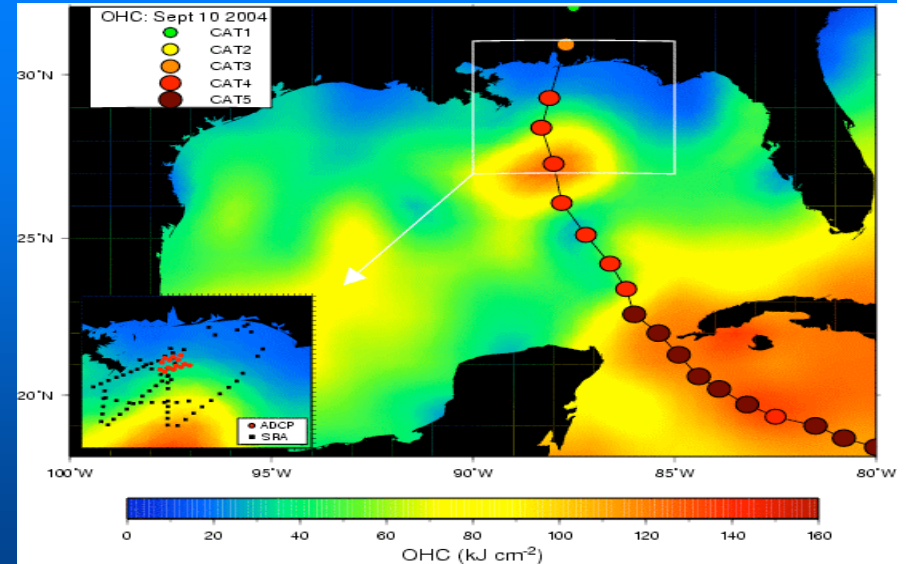 OHC: Sept 10 2004
CAT1
CAT2
CAT3
CAT4
CAT5
30°N
25°N
20°N
ADCP
SRA
100°W 95°W 90°W 85°W 80°W
0 20 40 60 80 100 120 140 160
OHC (kJ cm⁻²)